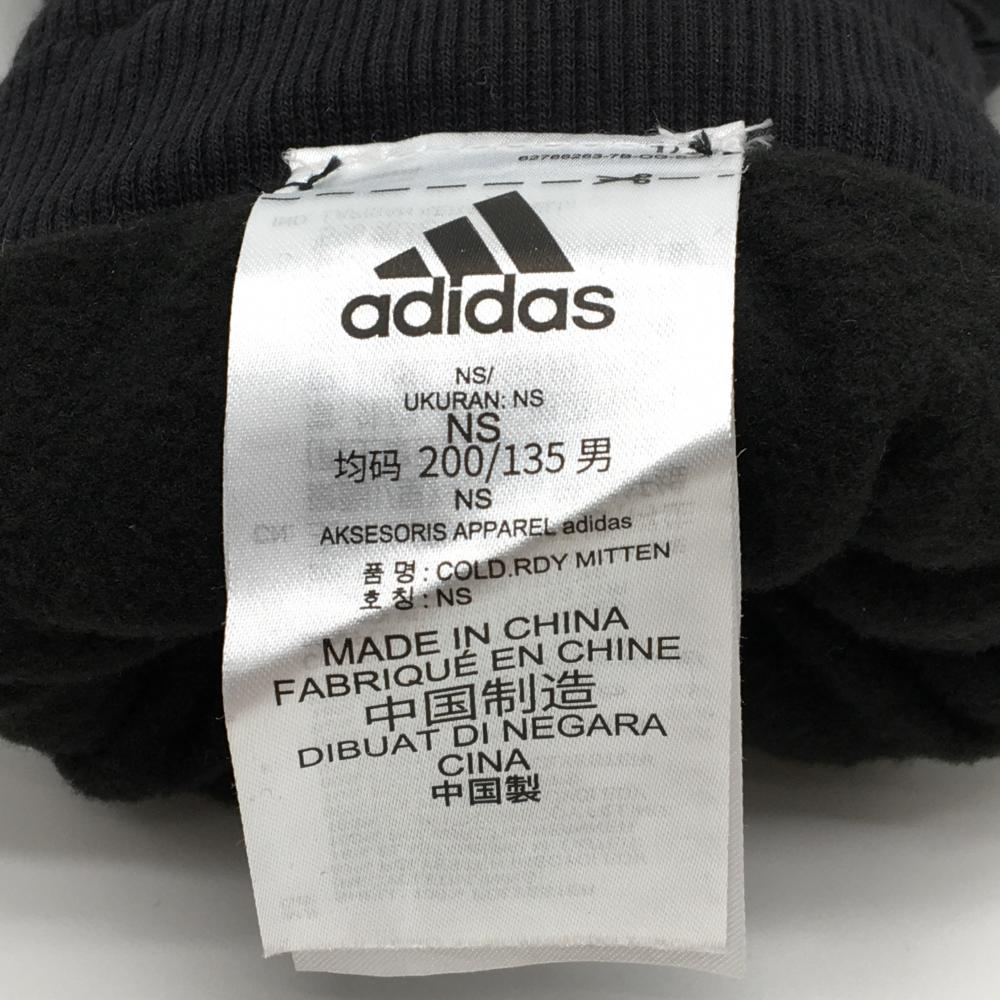 adidas
NS/
UKURAN: NS
NS
均码 200/135 男
NS
AKSESORIS APPAREL adidas
품 명 : COLD.RDY MITTEN
호 칭 : NS
MADE IN CHINA
FABRIQUÉ EN CHINE
中国制造
DIBUAT DI NEGARA
CINA
中国製